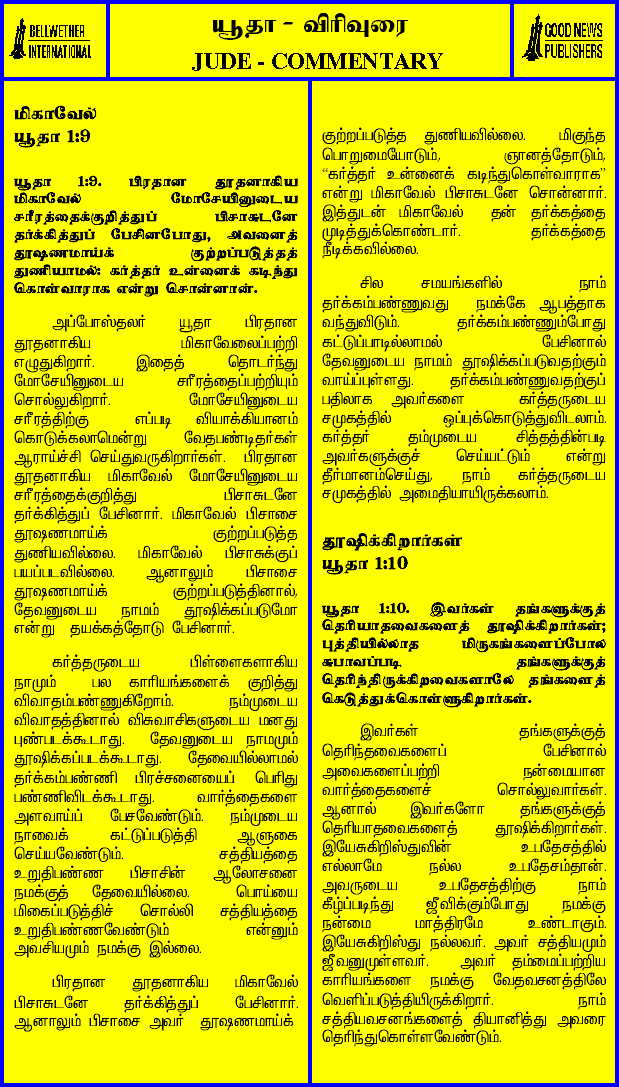 BELLWETHER
INTERNATIONAL
யூதா - விரிவுரை
JUDE - COMMENTARY
GOOD NEWS
PUBLISHERS
மிகாவேல்
யூதா 1:9
யூதா 1:9. பிரதான தூதனாகிய
மிகாவேல் மோசேயினுடைய
சரீரத்தைக்குறித்துப் பிசாசுடனே
தர்க்கித்துப் பேசினபோது, அவனைத்
தூஷணமாய்க் குற்றப்படுத்தத்
துணியாமல்: கர்த்தர் உன்னைக் கடிந்து
கொள்வாராக என்று சொன்னான்.
அப்போஸ்தலர் யூதா பிரதான
தூதனாகிய மிகாவேலைப்பற்றி
எழுதுகிறார். இதைத் தொடர்ந்து
மோசேயினுடைய சரீரத்தைப்பற்றியும்
சொல்லுகிறார். மோசேயினுடைய
சரீரத்திற்கு எப்படி வியாக்கியானம்
கொடுக்கலாமென்று வேதபண்டிதர்கள்
ஆராய்ச்சி செய்துவருகிறார்கள். பிரதான
தூதனாகிய மிகாவேல் மோசேயினுடைய
சரீரத்தைக்குறித்து பிசாசுடனே
தர்க்கித்துப் பேசினார். மிகாவேல் பிசாசை
தூஷணமாய்க் குற்றப்படுத்த
துணியவில்லை. மிகாவேல் பிசாசுக்குப்
பயப்படவில்லை. ஆனாலும் பிசாசை
தூஷணமாய்க் குற்றப்படுத்தினால்,
தேவனுடைய நாமம் தூஷிக்கப்படுமோ
என்று தயக்கத்தோடு பேசினார்.
கர்த்தருடைய பிள்ளைகளாகிய
நாமும் பல காரியங்களைக் குறித்து
விவாதம்பண்ணுகிறோம். நம்முடைய
விவாதத்தினால் விசுவாசிகளுடைய மனது
புண்படக்கூடாது. தேவனுடைய நாமமும்
தூஷிக்கப்படக்கூடாது. தேவையில்லாமல்
தர்க்கம்பண்ணி பிரச்சனையைப் பெரிது
பண்ணிவிடக்கூடாது. வார்த்தைகளை
அளவாய்ப் பேசவேண்டும். நம்முடைய
நாவைக் கட்டுப்படுத்தி ஆளுகை
செய்யவேண்டும். சத்தியத்தை
உறுதிபண்ண பிசாசின் ஆலோசனை
நமக்குத் தேவையில்லை. பொய்யை
மிகைப்படுத்திச் சொல்லி சத்தியத்தை
உறுதிபண்ணவேண்டும் என்னும்
அவசியமும் நமக்கு இல்லை.
பிரதான தூதனாகிய மிகாவேல்
பிசாசுடனே தர்க்கித்துப் பேசினார்.
ஆனாலும் பிசாசை அவர் தூஷணமாய்க்
குற்றப்படுத்த துணியவில்லை. மிகுந்த
பொறுமையோடும், ஞானத்தோடும்,
“கர்த்தர் உன்னைக் கடிந்துகொள்வாராக”
என்று மிகாவேல் பிசாசுடனே சொன்னார்.
இத்துடன் மிகாவேல் தன் தர்க்கத்தை
முடித்துக்கொண்டார். தர்க்கத்தை
நீடிக்கவில்லை.
சில சமயங்களில் நாம்
தர்க்கம்பண்ணுவது நமக்கே ஆபத்தாக
வந்துவிடும். தர்க்கம்பண்ணும்போது
கட்டுப்பாடில்லாமல் பேசினால்
தேவனுடைய நாமம் தூஷிக்கப்படுவதற்கும்
வாய்ப்புள்ளது. தர்க்கம்பண்ணுவதற்குப்
பதிலாக அவர்களை கர்த்தருடைய
சமுகத்தில் ஒப்புக்கொடுத்துவிடலாம்.
கர்த்தர் தம்முடைய சித்தத்தின்படி
அவர்களுக்குச் செய்யட்டும் என்று
தீர்மானம்செய்து, நாம் கர்த்தருடைய
சமுகத்தில் அமைதியாயிருக்கலாம்.
தூஷிக்கிறார்கள்
யூதா 1:10
யூதா 1:10. இவர்கள் தங்களுக்குத்
தெரியாதவைகளைத் தூஷிக்கிறார்கள்;
புத்தியில்லாத மிருகங்களைப்போல
சுபாவப்படி தங்களுக்குத்
தெரிந்திருக்கிறவைகளாலே தங்களைத்
கெடுத்துக்கொள்ளுகிறார்கள்.
இவர்கள் தங்களுக்குத்
தெரிந்தவைகளைப் பேசினால்
அவைகளைப்பற்றி நன்மையான
வார்த்தைகளைச் சொல்லுவார்கள்.
ஆனால் இவர்களோ தங்களுக்குத்
தெரியாதவைகளைத் தூஷிக்கிறார்கள்.
இயேசுகிறிஸ்துவின் உபதேசத்தில்
எல்லாமே நல்ல உபதேசம்தான்.
அவருடைய உபதேசத்திற்கு நாம்
கீழ்ப்படிந்து ஜீவிக்கும்போது நமக்கு
நன்மை மாத்திரமே உண்டாகும்.
இயேசுகிறிஸ்து நல்லவர். அவர் சத்தியமும்
ஜீவனுமுள்ளவர். அவர் தம்மைப்பற்றிய
காரியங்களை நமக்கு வேதவசனத்திலே
வெளிப்படுத்தியிருக்கிறார். நாம்
சத்தியவசனங்களைத் தியானித்து அவரை
தெரிந்துகொள்ளவேண்டும்.